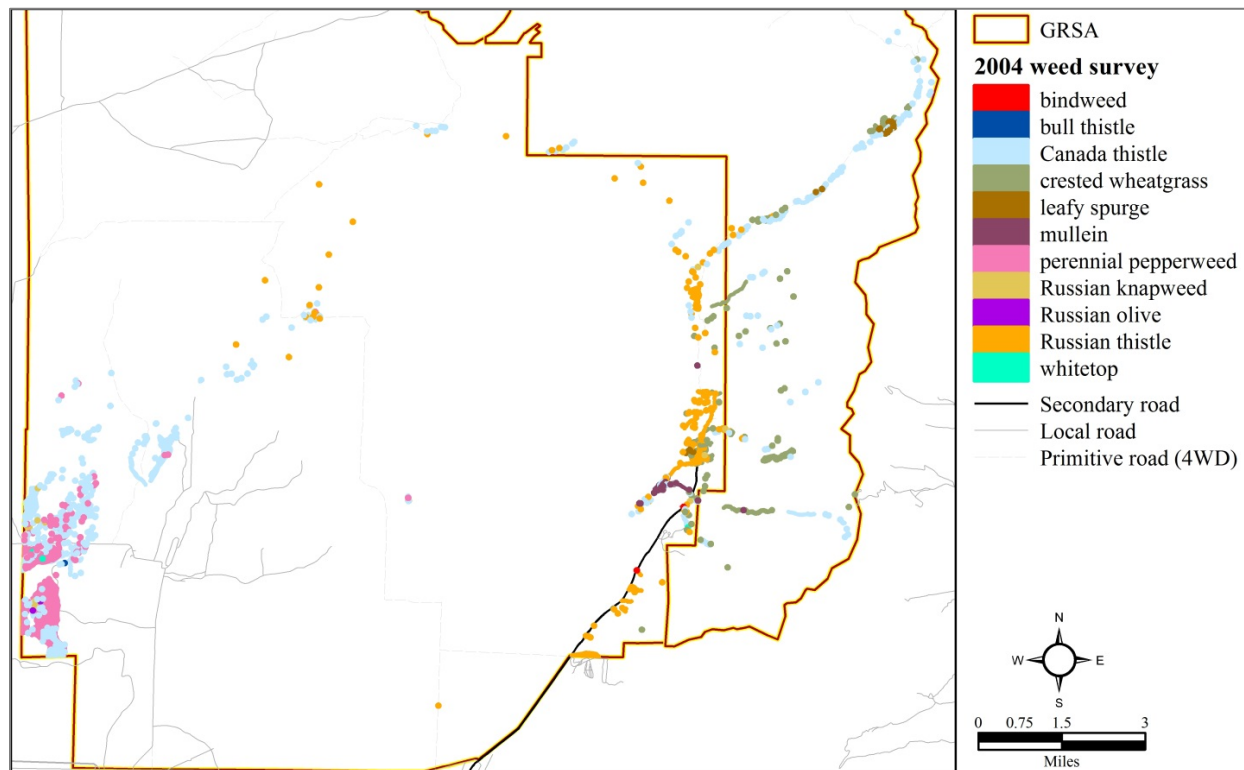 GRSA
2004 weed survey
bindweed
bull thistle
Canada thistle
crested wheatgrass
leafy spurge
mullein
perennial pepperweed
Russian knapweed
Russian olive
Russian thistle
whitetop
Secondary road
Local road
Primitive road (4WD)
N
W E
S
0 0.75 1.5 3
Miles